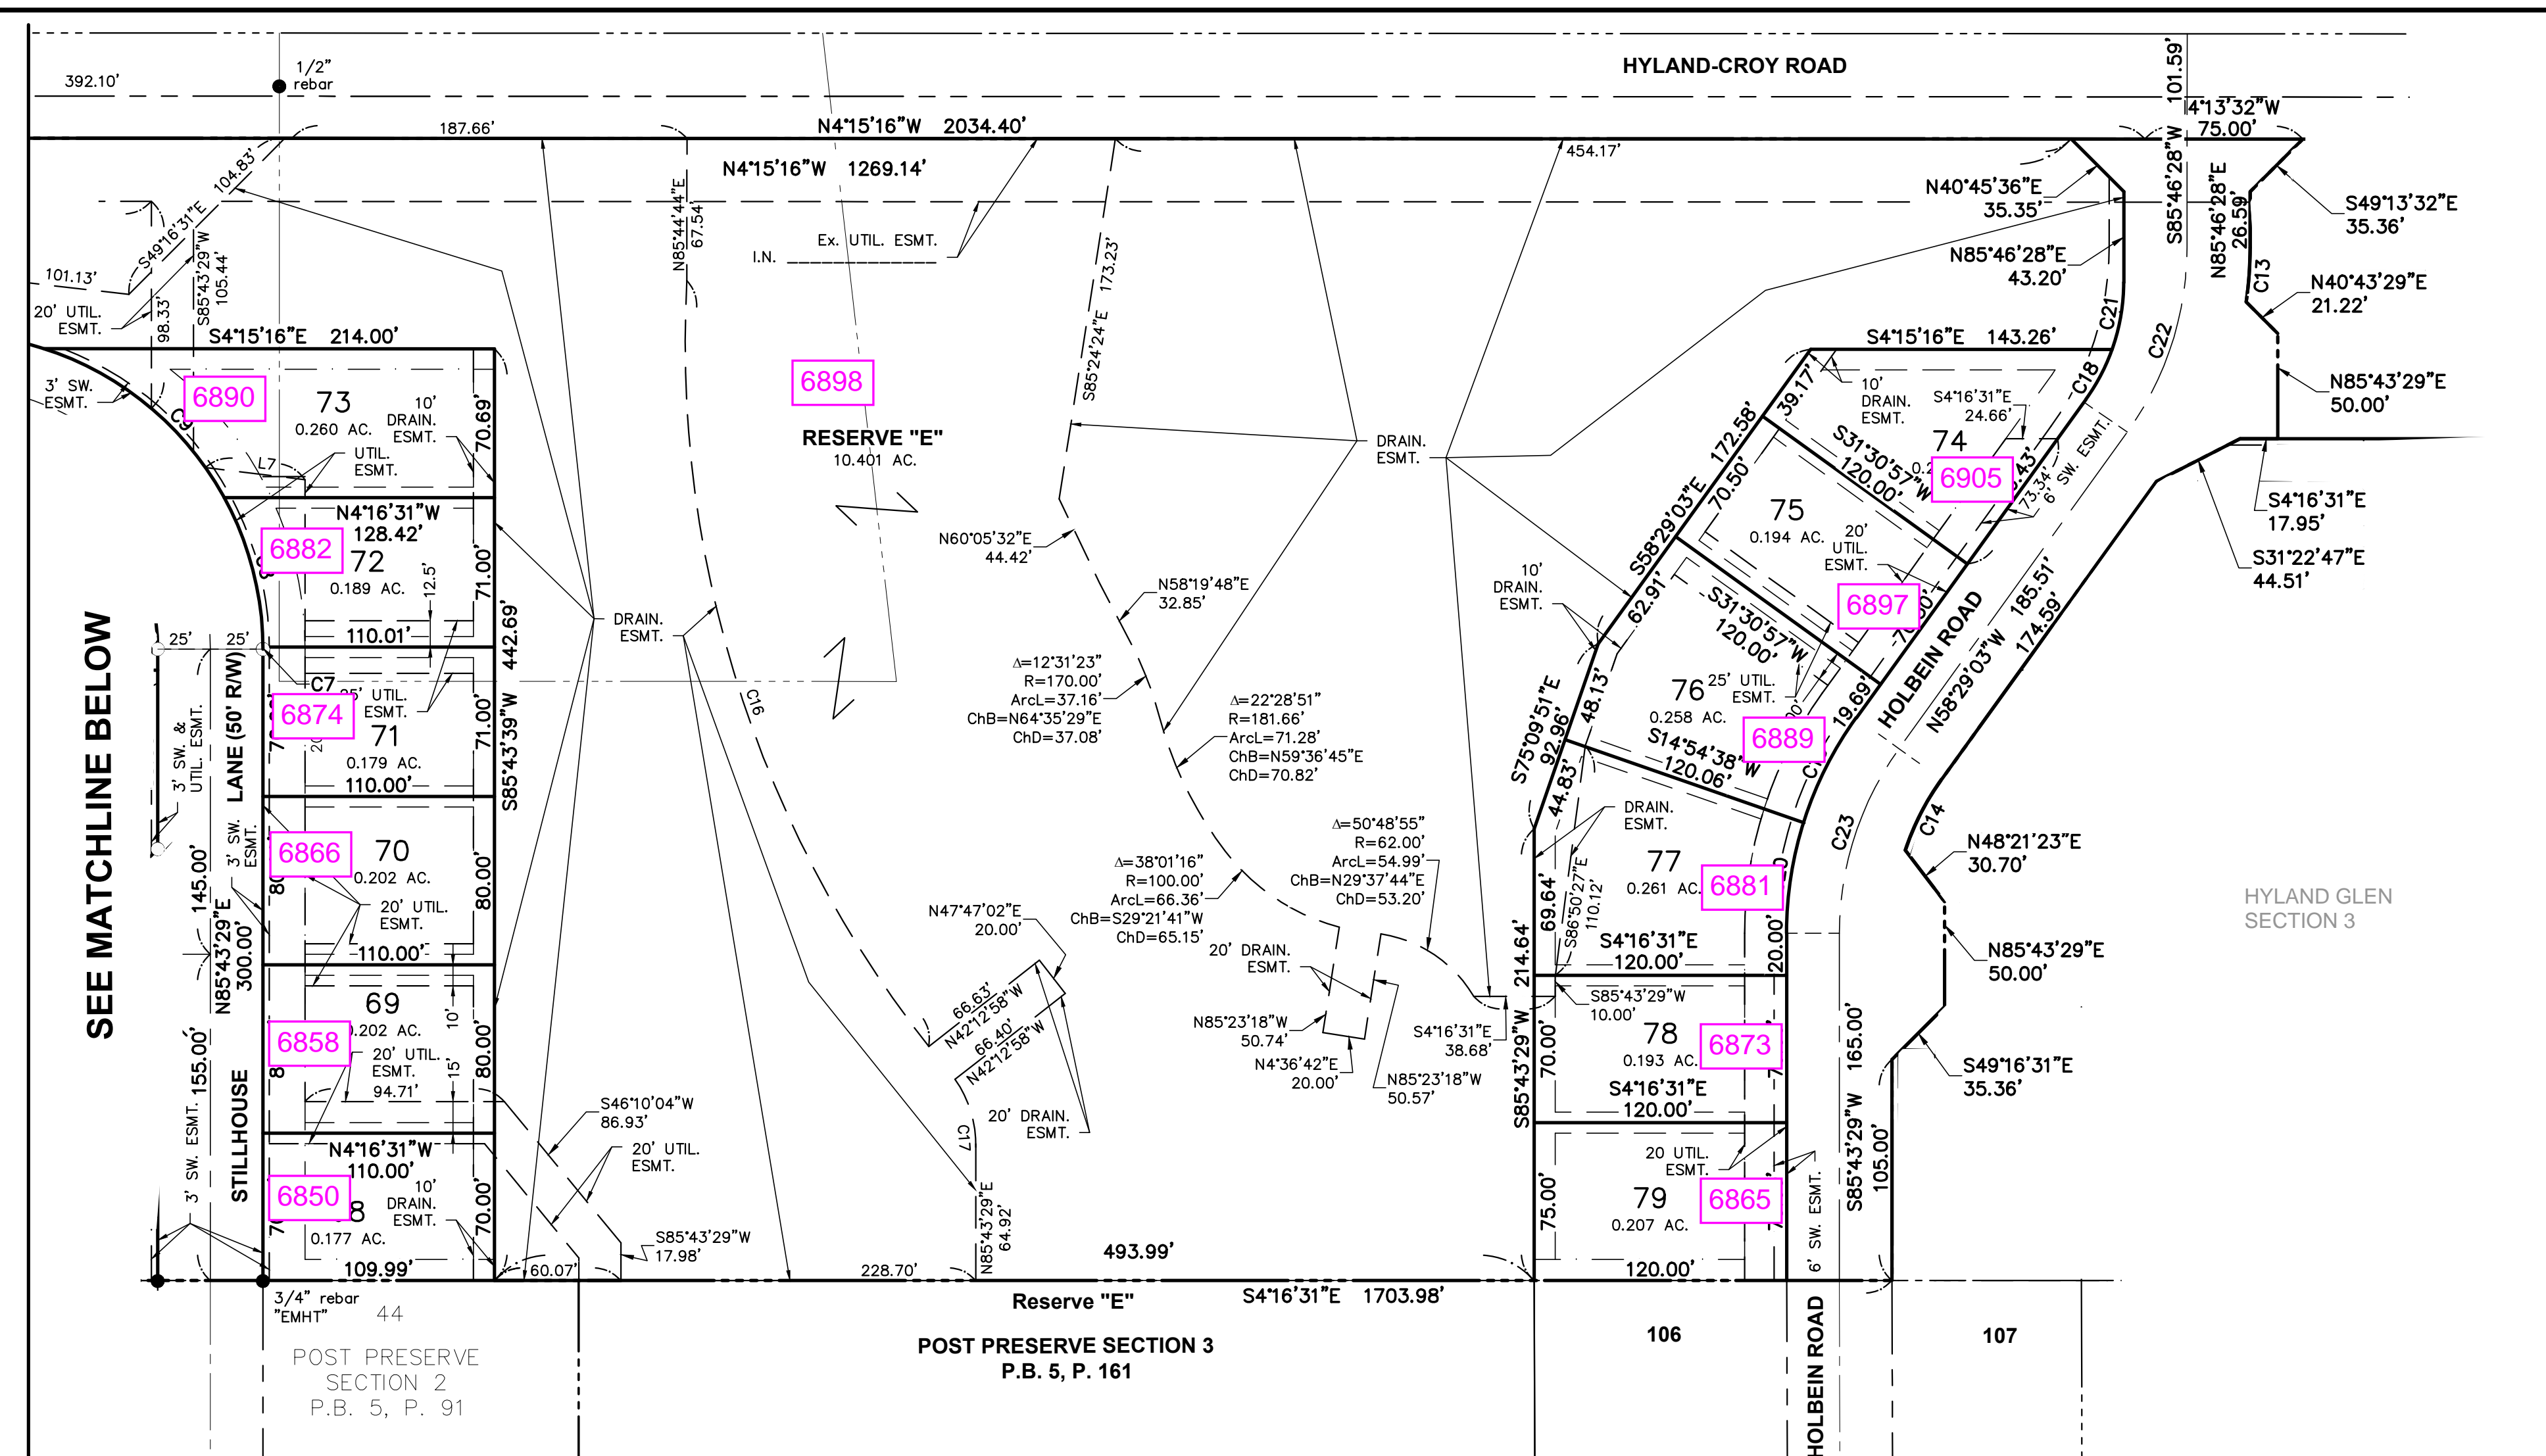 HYLAND-CROY ROAD
392.10'
1/2"
rebar
187.66'
N4°15'16"W 2034.40'
N4°15'16"W 1269.14'
454.17'
101.59'
4°13'32"W
75.00'
S85°46'28"W
N85°46'28"E
26.59'
N40°45'36"E
35.35'
N85°46'28"E
43.20'
S49°13'32"E
35.36'
C13
N40°43'29"E
21.22'
N85°43'29"E
50.00'
S4°16'31"E
17.95'
S31°22'47"E
44.51'
C21
C22
C18
104.83'
S49°16'31"E
101.13'
20' UTIL.
ESMT.
98.33'
S85°43'29"W
105.44'
S4°15'16"E 214.00'
3' SW.
ESMT.
C9
6890
73
0.260 AC.
10'
DRAIN.
ESMT.
70.69'
L7
UTIL.
ESMT.
N4°16'31"W
128.42'
6882
72
0.189 AC.
12.5'
71.00'
110.01'
442.69'
S85°43'39"W
SEE MATCHLINE BELOW
25'
25'
C7
UTIL.
ESMT.
6874
71
0.179 AC.
71.00'
110.00'
3' SW. &
UTIL. ESMT.
LANE (50' R/W)
STILLHOUSE
6866
70
0.202 AC.
80.00'
20' UTIL.
ESMT.
110.00'
3' SW.
ESMT.
145.00'
N85°43'29"E
300.00'
155.00'
3' SW. ESMT.
69
6858
.202 AC.
10'
20' UTIL.
ESMT.
15'
80.00'
94.71'
N4°16'31"W
110.00'
6850
8
0.177 AC.
10'
DRAIN.
ESMT.
70.00'
109.99'
3/4" rebar
"EMHT"
44
POST PRESERVE
SECTION 2
P.B. 5, P. 91
S46°10'04"W
86.93'
20' UTIL.
ESMT.
S85°43'29"W
17.98'
60.07'
228.70'
DRAIN.
ESMT.
N85°44'44"E
67.54'
Ex. UTIL. ESMT.
I.N.
6898
RESERVE "E"
10.401 AC.
C16
S85°24'24"E 173.23'
N60°05'32"E
44.42'
N58°19'48"E
32.85'
Δ=12°31'23"
R=170.00'
ArcL=37.16'
ChB=N64°35'29"E
ChD=37.08'
Δ=22°28'51"
R=181.66'
ArcL=71.28'
ChB=N59°36'45"E
ChD=70.82'
Δ=38°01'16"
R=100.00'
ArcL=66.36'
ChB=S29°21'41"W
ChD=65.15'
Δ=50°48'55"
R=62.00'
ArcL=54.99'
ChB=N29°37'44"E
ChD=53.20'
N47°47'02"E
20.00'
66.63'
N42°12'58"W
66.40'
N42°12'58"W
20' DRAIN.
ESMT.
C17
N85°43'29"E
64.92'
20' DRAIN.
ESMT.
N85°23'18"W
50.74'
N4°36'42"E
20.00'
N85°23'18"W
50.57'
S4°16'31"E
38.68'
493.99'
Reserve "E"
S4°16'31"E 1703.98'
POST PRESERVE SECTION 3
P.B. 5, P. 161
DRAIN.
ESMT.
S4°15'16"E 143.26'
39.17'
10'
DRAIN.
ESMT.
S4°16'31"E
24.66'
74
6905
73.34'
6' SW. ESMT.
S31°30'57"W
120.00'
S58°29'03"E 172.58'
70.50'
75
0.194 AC.
20'
UTIL.
ESMT.
6897
S31°30'57"W
120.00'
10'
DRAIN.
ESMT.
62.91'
48.13'
76
0.258 AC.
25' UTIL.
ESMT.
6889
19.69'
HOLBEIN ROAD
N58°29'03"W 185.51'
174.59'
S14°54'38"W
120.06'
S75°09'51"E
92.96'
44.83'
DRAIN.
ESMT.
C23
C14
N48°21'23"E
30.70'
77
0.261 AC.
6881
69.64'
S86°50'27"E
110.12'
S4°16'31"E
120.00'
20.00'
214.64'
S85°43'29"W
S85°43'29"W
10.00'
N85°43'29"E
50.00'
HYLAND GLEN
SECTION 3
78
0.193 AC.
6873
70.00'
S4°16'31"E
120.00'
S85°43'29"W 165.00'
S49°16'31"E
35.36'
105.00'
20 UTIL.
ESMT.
79
0.207 AC.
6865
75.00'
120.00'
6' SW. ESMT.
106
HOLBEIN ROAD
107